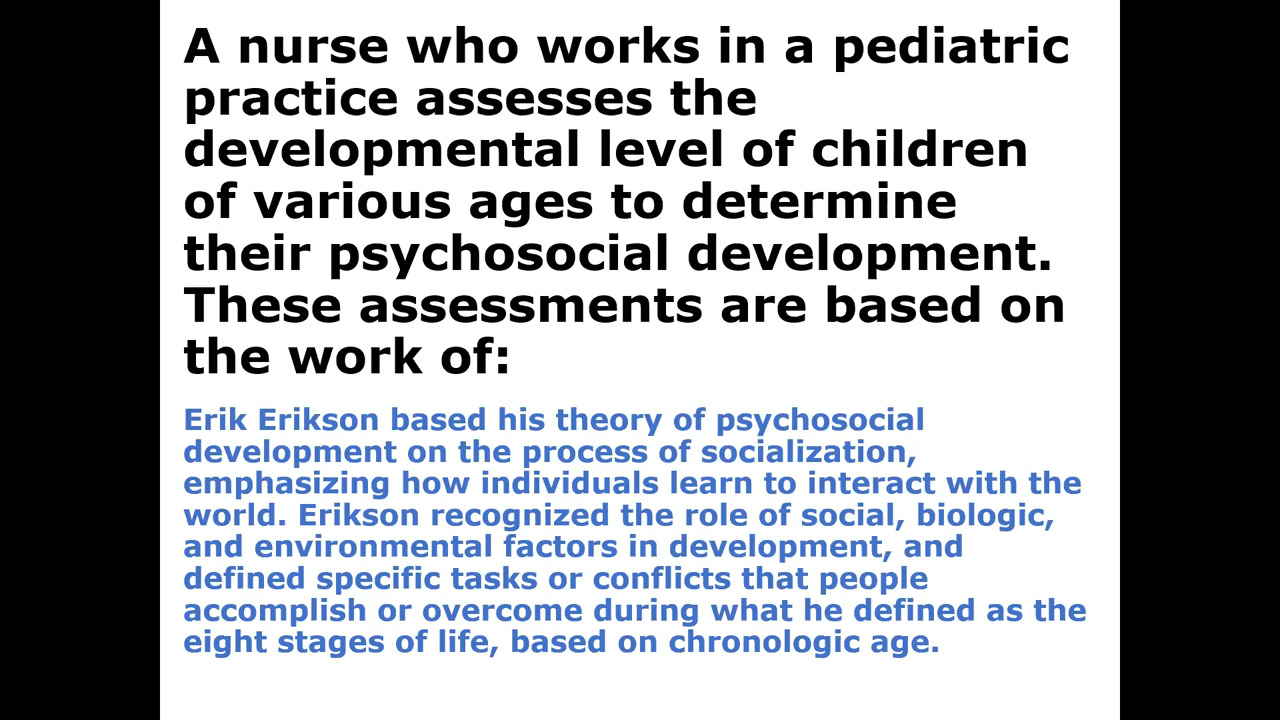 A nurse who works in a pediatric
practice assesses the
developmental level of children
of various ages to determine
their psychosocial development.
These assessments are based on
the work of:
Erik Erikson based his theory of psychosocial
development on the process of socialization,
emphasizing how individuals learn to interact with the
world. Erikson recognized the role of social, biologic,
and environmental factors in development, and
defined specific tasks or conflicts that people
accomplish or overcome during what he defined as the
eight stages of life, based on chronologic age.